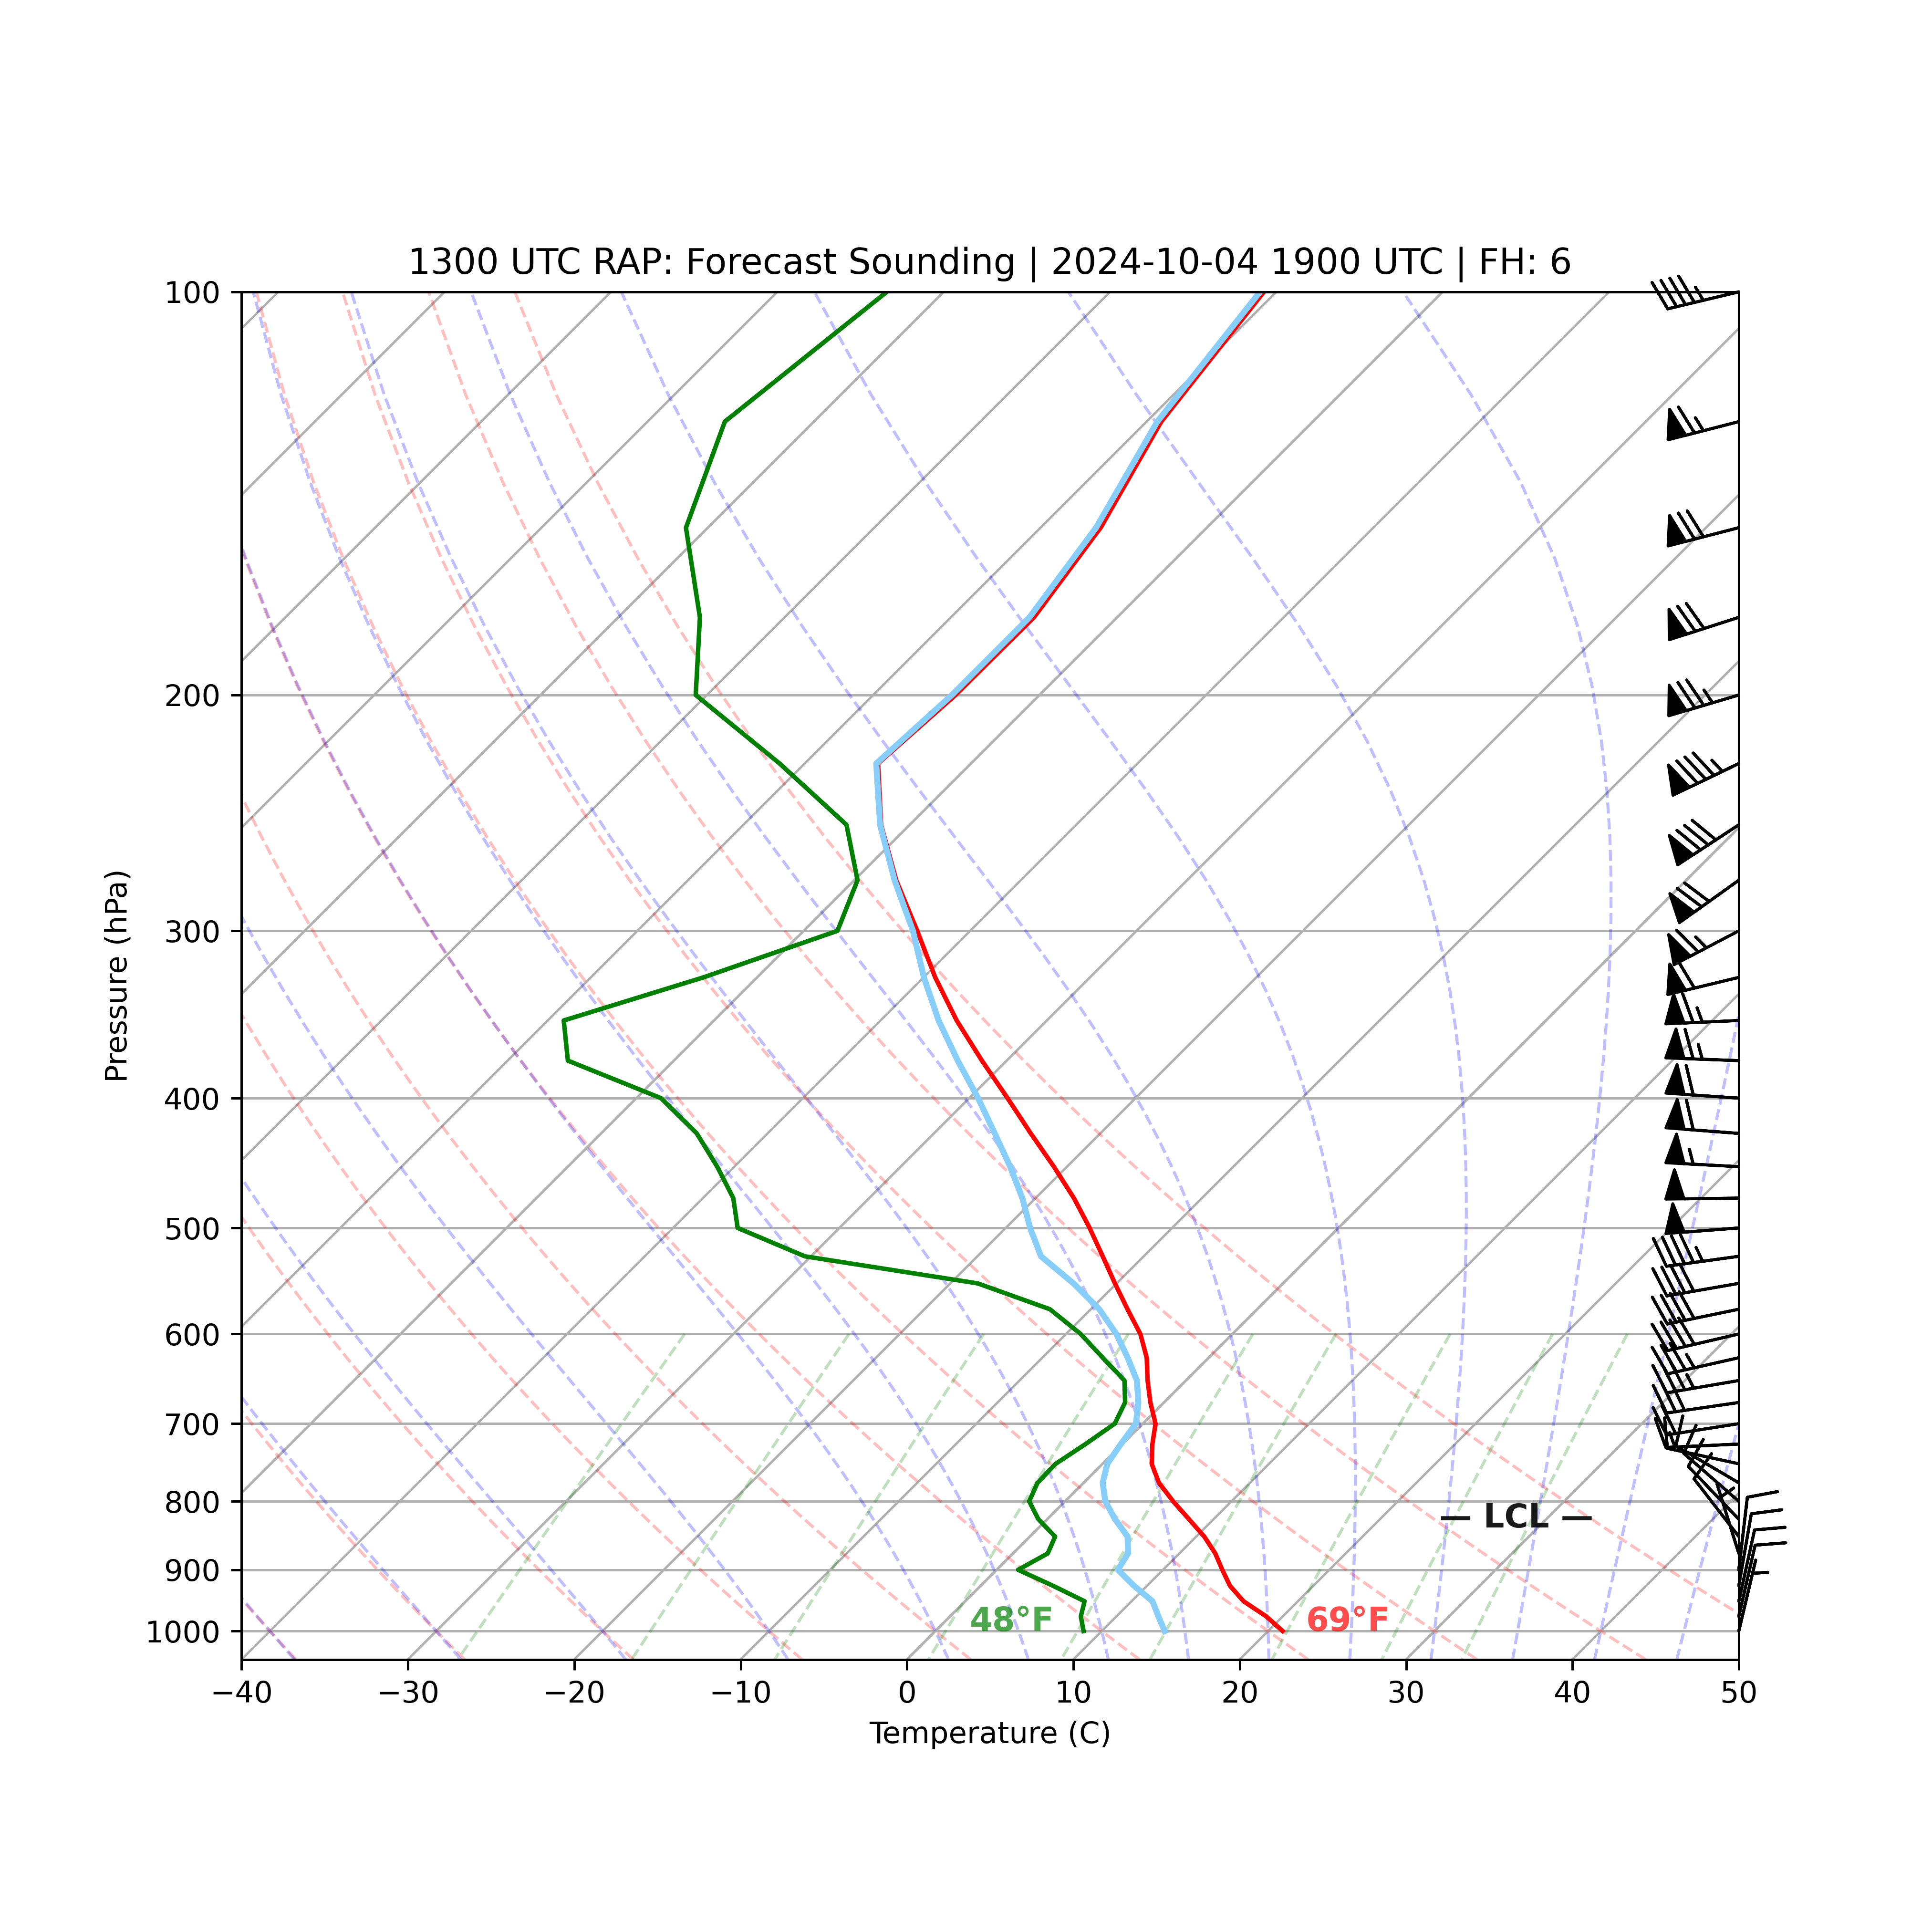 1300 UTC RAP: Forecast Sounding | 2024-10-04 1900 UTC | FH: 6
100
200
300
400
500
600
700
800
900
1000
Pressure (hPa)
— LCL —
48°F
69°F
−40 −30 −20 −10 0 10 20 30 40 50
Temperature (C)